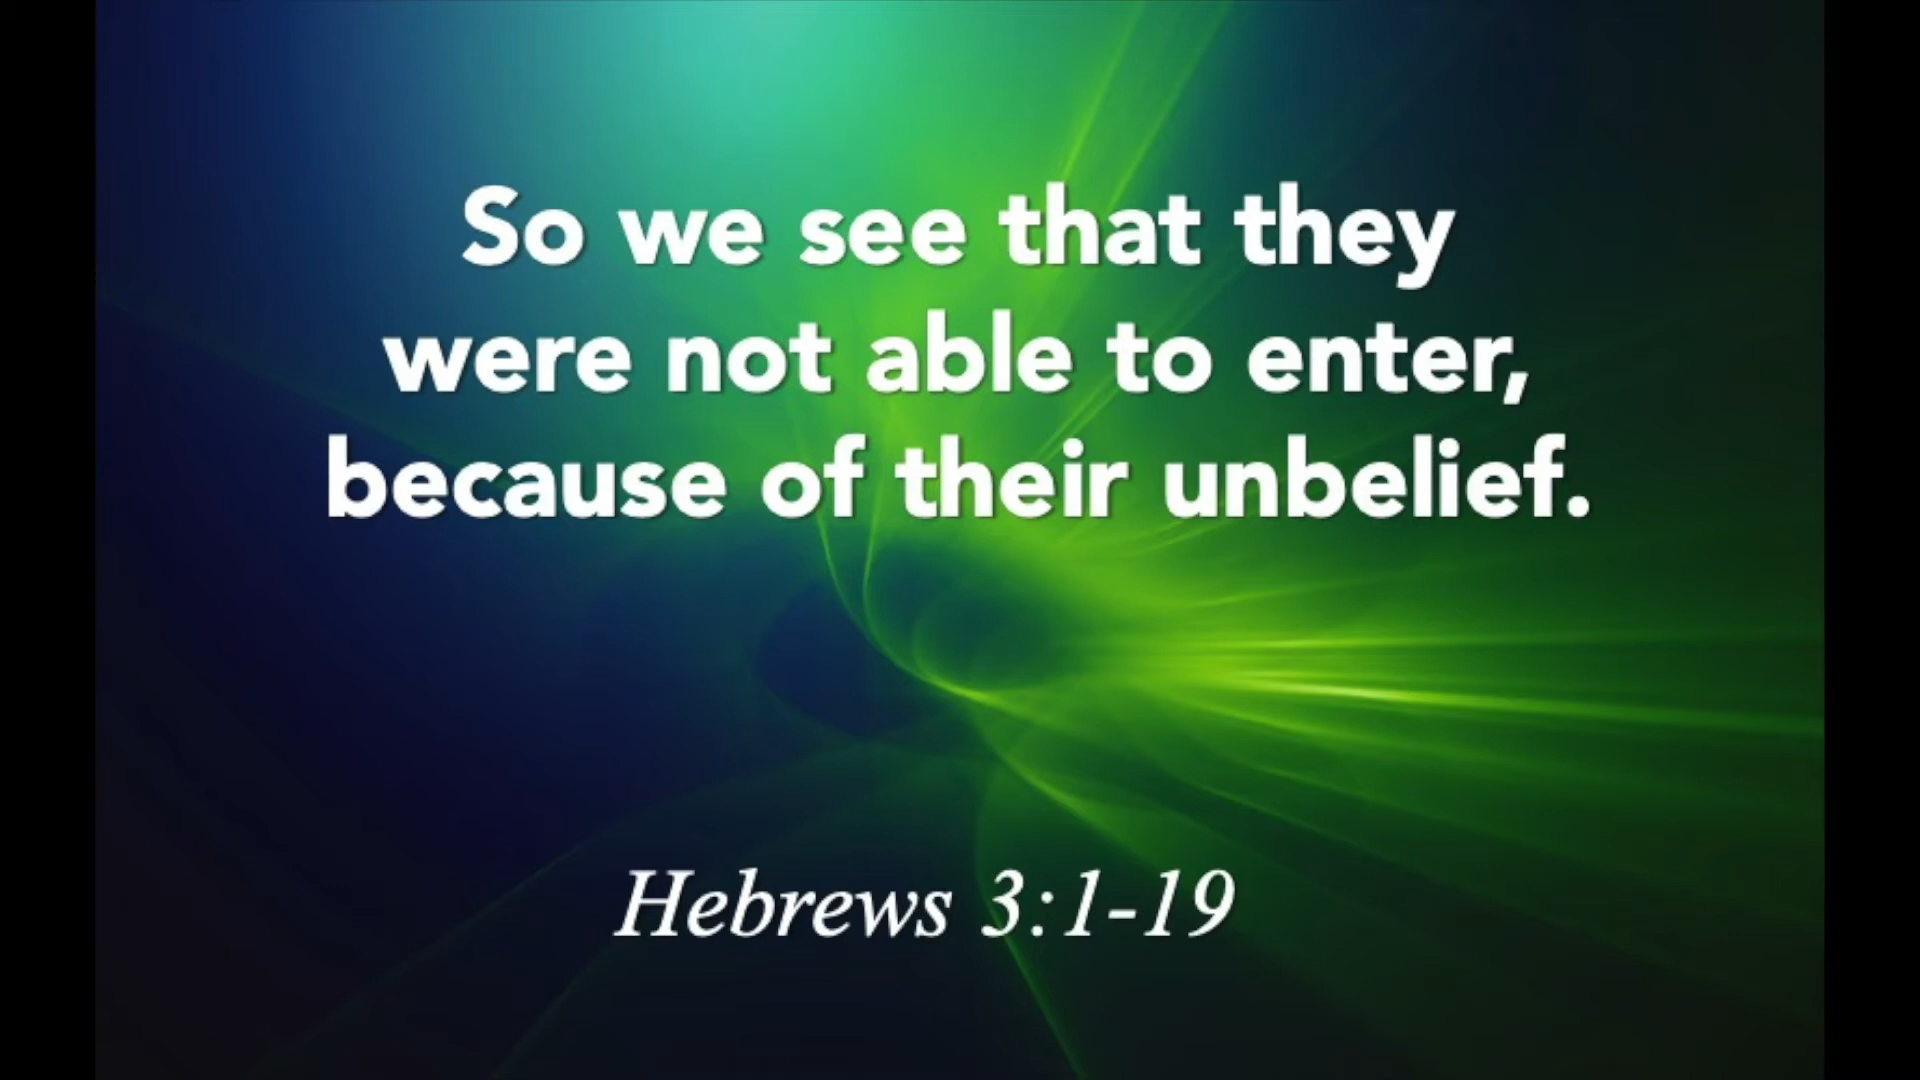 So we see that they
were not able to enter,
because of their unbelief.
Hebrews 3:1-19